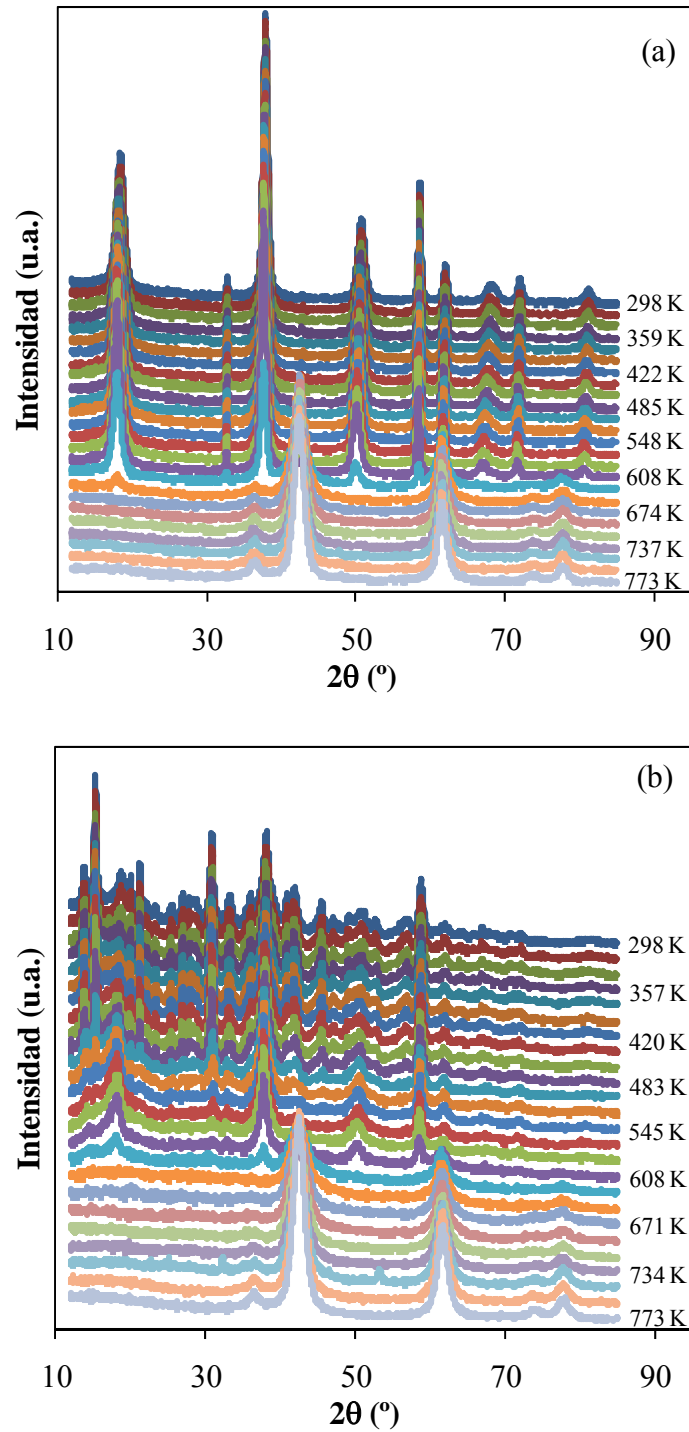 (a)
Intensidad (u.a.)
298 K
359 K
422 K
485 K
548 K
608 K
674 K
737 K
773 K
10 30 50 70 90
2θ (º)
(b)
Intensidad (u.a.)
298 K
357 K
420 K
483 K
545 K
608 K
671 K
734 K
773 K
10 30 50 70 90
2θ (º)